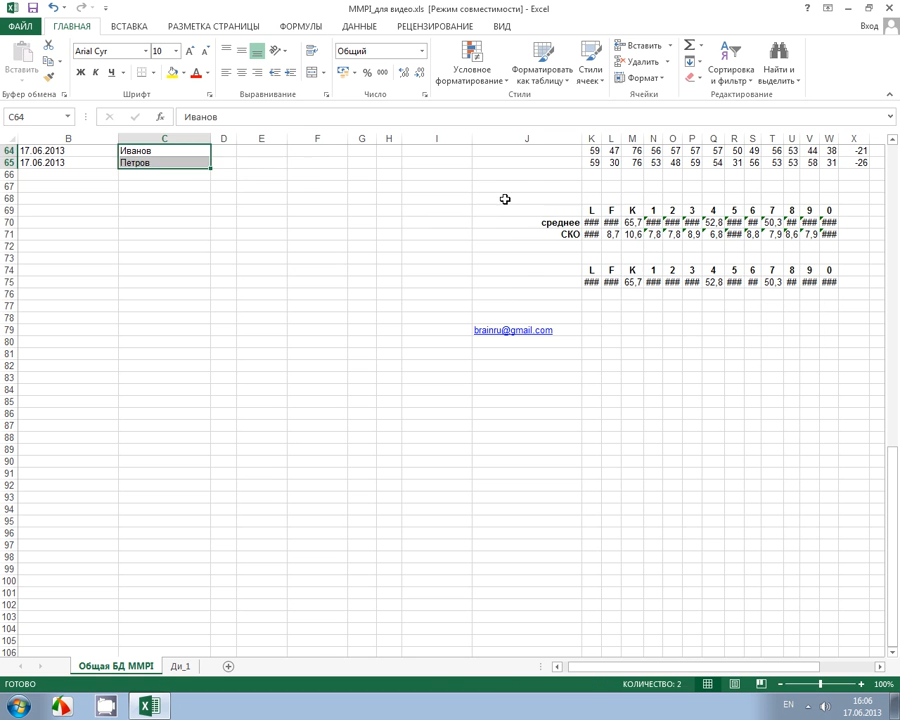 MMPI_для видео.xls [Режим совместимости] - Excel
ФАЙЛ ГЛАВНАЯ ВСТАВКА РАЗМЕТКА СТРАНИЦЫ ФОРМУЛЫ ДАННЫЕ РЕЦЕНЗИРОВАНИЕ ВИД Вход
Вставить Arial Cyr 10 Общий Условное форматирование Форматировать как таблицу Стили ячеек Вставить Удалить Формат Сортировка и фильтр Найти и выделить
Буфер обмена Шрифт Выравнивание Число Стили Ячейки Редактирование
C64 Иванов
B C D E F G H I J K L M N O P Q R S T U V W X
64 17.06.2013 Иванов 59 47 76 56 57 57 57 50 49 56 53 44 38 -21
65 17.06.2013 Петров 59 30 76 53 48 59 54 31 56 53 53 58 31 -26
66
67
68
69 L F K 1 2 3 4 5 6 7 8 9 0
70 среднее ### ### 65,7 ### ### ### 52,8 ### ## 50,3 ## ### ###
71 СКО ### 8,7 10,6 7,8 7,8 8,9 6,8 ### 8,8 7,9 8,6 7,9 ###
72
73
74 L F K 1 2 3 4 5 6 7 8 9 0
75 ### ### 65,7 ### ### ### 52,8 ### ## 50,3 ## ### ###
76
77
78
79 brainru@gmail.com
80
81
82
83
84
85
86
87
88
89
90
91
92
93
94
95
96
97
98
99
100
101
102
103
104
105
106
Общая БД MMPI Ди_1
ГОТОВО КОЛИЧЕСТВО: 2 100%
EN 16:06
17.06.2013